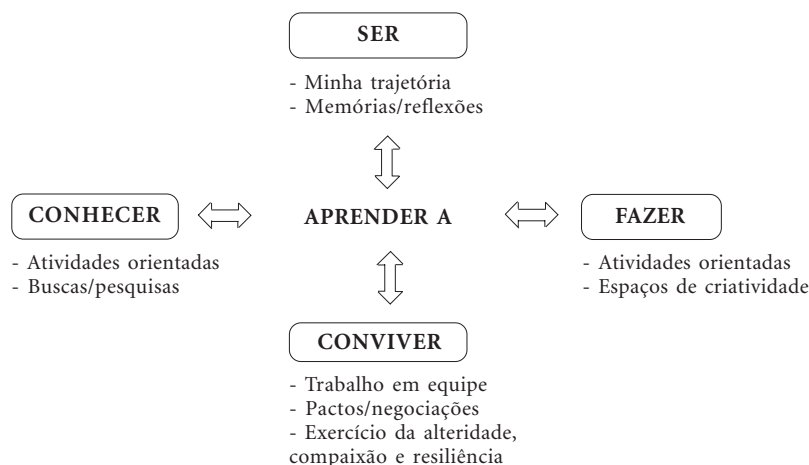 SER
- Minha trajetória
- Memórias/reflexões
CONHECER
APRENDER A
FAZER
- Atividades orientadas
- Buscas/pesquisas
- Atividades orientadas
- Espaços de criatividade
CONVIVER
- Trabalho em equipe
- Pactos/negociações
- Exercício da alteridade,
compaixão e resiliência